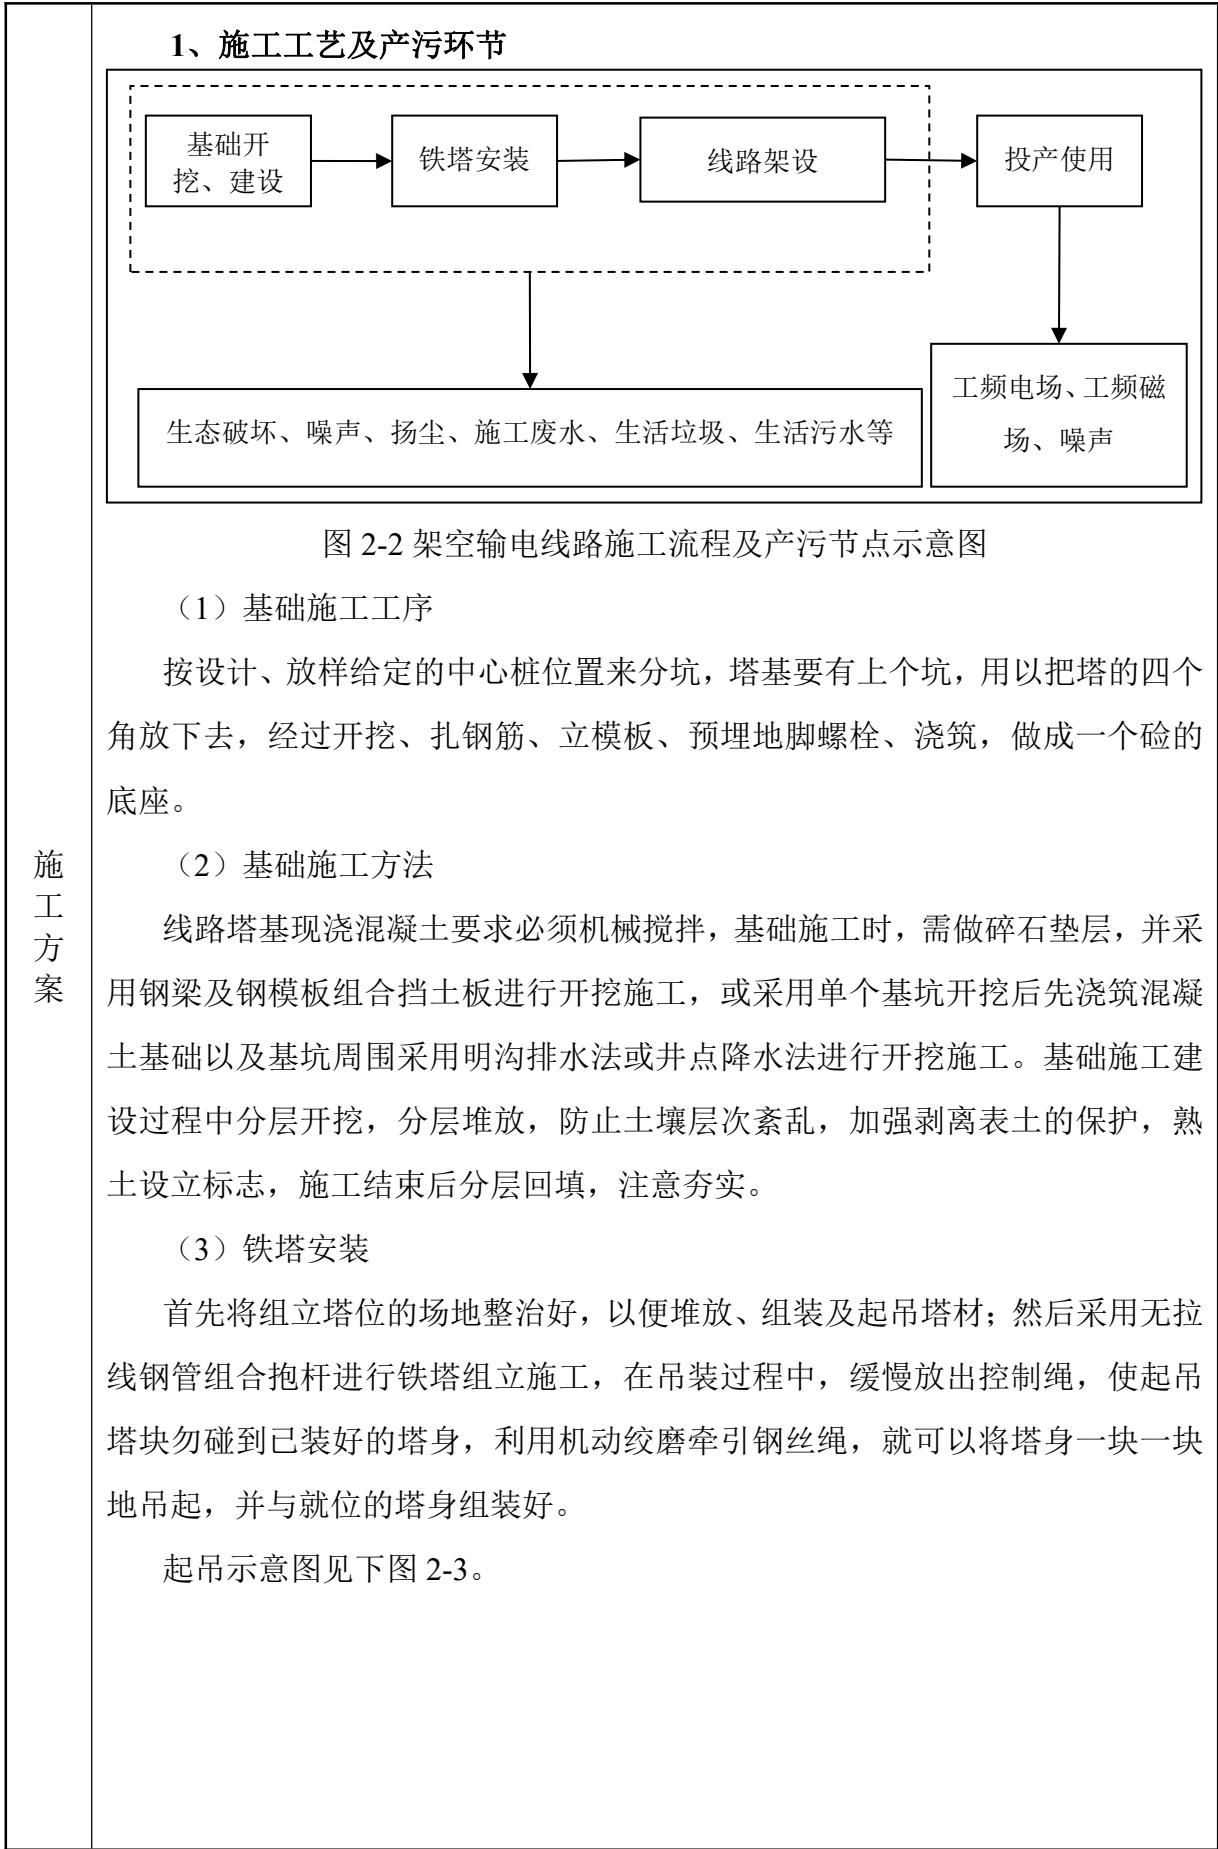 1、施工工艺及产污环节
基础开
挖、建设
铁塔安装
线路架设
投产使用
生态破坏、噪声、扬尘、施工废水、生活垃圾、生活污水等
工频电场、工频磁
场、噪声
图 2-2 架空输电线路施工流程及产污节点示意图
（1）基础施工工序
按设计、放样给定的中心桩位置来分坑，塔基要有上个坑，用以把塔的四个
角放下去，经过开挖、扎钢筋、立模板、预埋地脚螺栓、浇筑，做成一个硷的
底座。
（2）基础施工方法
线路塔基现浇混凝土要求必须机械搅拌，基础施工时，需做碎石垫层，并采
用钢梁及钢模板组合挡土板进行开挖施工，或采用单个基坑开挖后先浇筑混凝
土基础以及基坑周围采用明沟排水法或井点降水法进行开挖施工。基础施工建
设过程中分层开挖，分层堆放，防止土壤层次紊乱，加强剥离表土的保护，熟
土设立标志，施工结束后分层回填，注意夯实。
（3）铁塔安装
首先将组立塔位的场地整治好，以便堆放、组装及起吊塔材；然后采用无拉
线钢管组合抱杆进行铁塔组立施工，在吊装过程中，缓慢放出控制绳，使起吊
塔块勿碰到已装好的塔身，利用机动绞磨牵引钢丝绳，就可以将塔身一块一块
地吊起，并与就位的塔身组装好。
起吊示意图见下图 2-3。
施
工
方
案